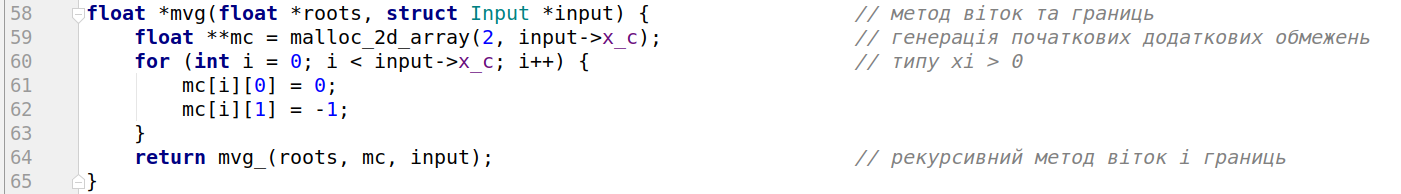 58 float *mvg(float *roots, struct Input *input) { // метод віток та границь
59 float **mc = malloc_2d_array(2, input->x_c); // генерація початкових додаткових обмежень
60 for (int i = 0; i < input->x_c; i++) { // типу xi > 0
61 mc[i][0] = 0;
62 mc[i][1] = -1;
63 }
64 return mvg_(roots, mc, input); // рекурсивний метод віток і границь
65 }